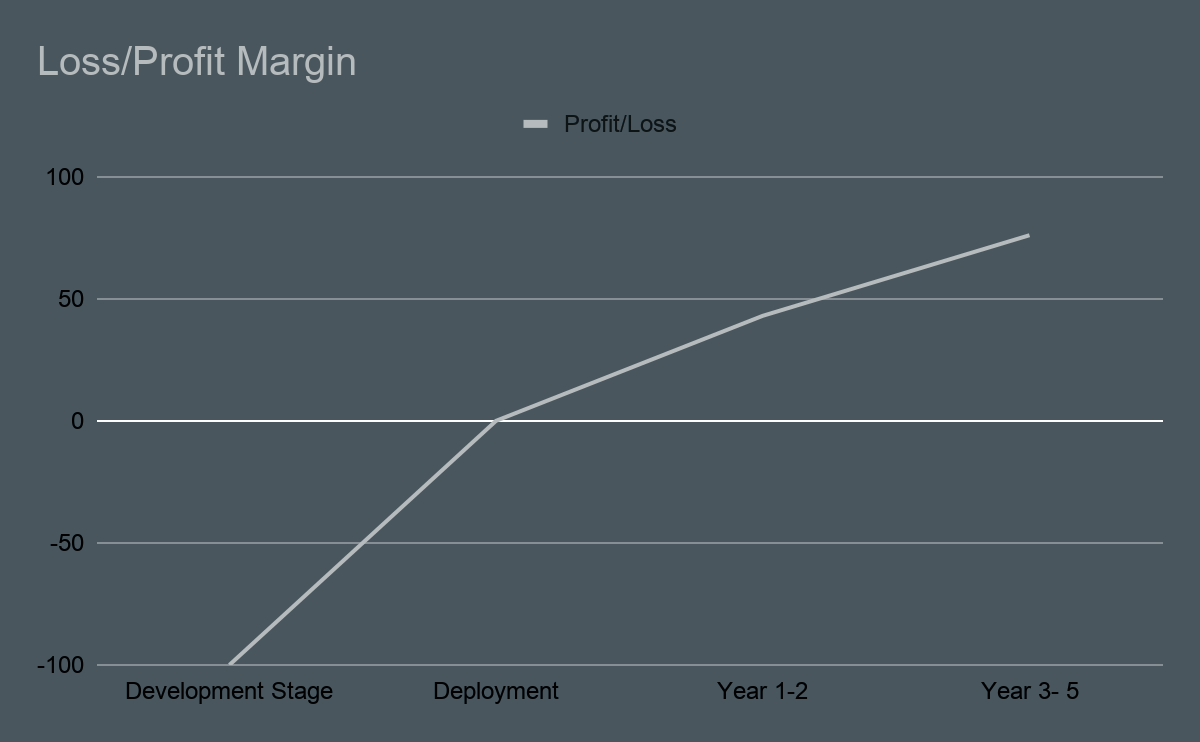 Loss/Profit Margin
Profit/Loss
100
50
0
-50
-100
Development Stage
Deployment
Year 1-2
Year 3- 5